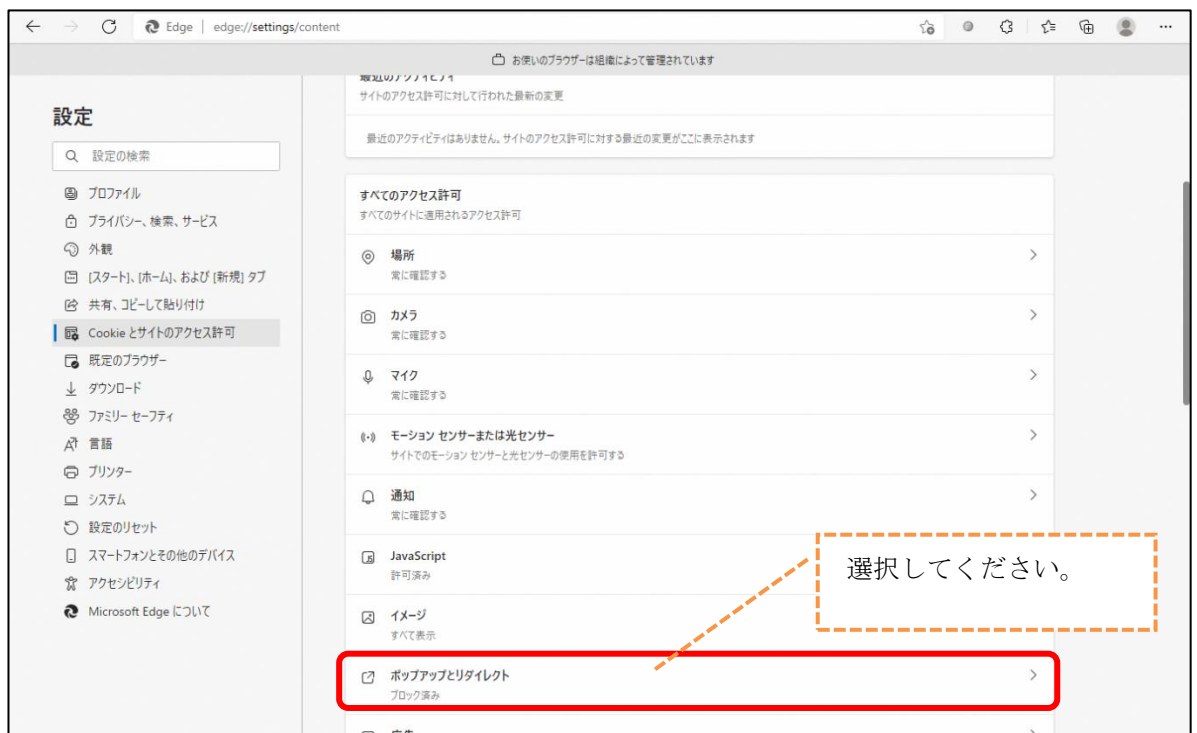 Edge | edge://settings/content
お使いのブラウザーは組織によって管理されています
最近のアクティビティ
サイトのアクセス許可に対して行われた最新の変更
最近のアクティビティはありません。サイトのアクセス許可に対する最近の変更がここに表示されます
設定
設定の検索
プロファイル
プライバシー、検索、サービス
外観
[スタート]、[ホーム]、および [新規] タブ
共有、コピーして貼り付け
Cookie とサイトのアクセス許可
既定のブラウザー
ダウンロード
ファミリー セーフティ
言語
プリンター
システム
設定のリセット
スマートフォンとその他のデバイス
アクセシビリティ
Microsoft Edge について
すべてのアクセス許可
すべてのサイトに適用されるアクセス許可
場所
常に確認する
カメラ
常に確認する
マイク
常に確認する
モーション センサーまたは光センサー
サイトでのモーション センサーと光センサーの使用を許可する
通知
常に確認する
JavaScript
許可済み
イメージ
すべて表示
選択してください。
ポップアップとリダイレクト
ブロック済み
広告